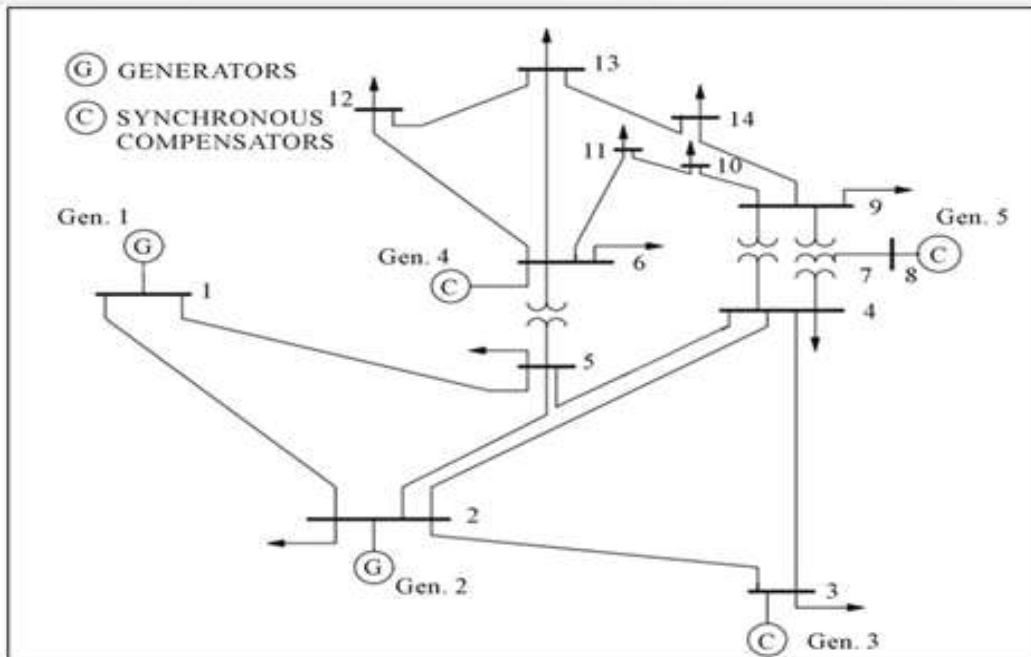 G GENERATORS
C SYNCHRONOUS
COMPENSATORS
13
12
14
11
10
9
Gen. 1
G
Gen. 4
C
6
Gen. 5
7
8
C
1
4
5
2
G
Gen. 2
3
C
Gen. 3